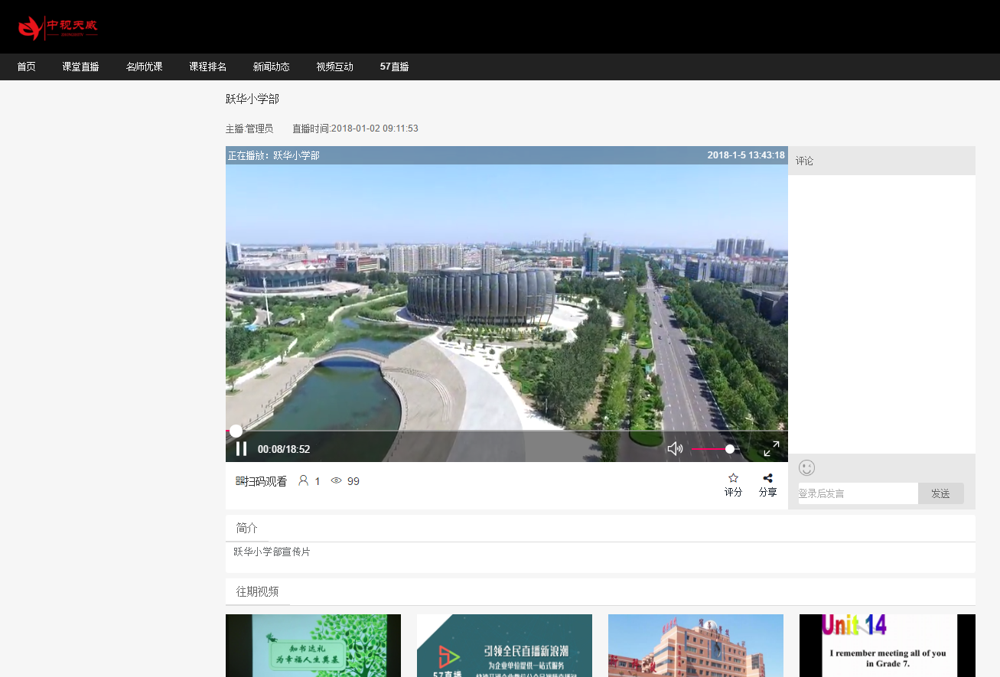 中视天威
首页 课堂直播 名师优课 课程排名 新闻动态 视频互动 57直播
跃华小学部
主播:管理员 直播时间:2018-01-02 09:11:53
正在播放：跃华小学部 2018-1-5 13:43:18
评论
00:08/18:52
扫码观看 1 99
评分 分享
登录后发言 发送
简介
跃华小学部宣传片
往期视频
知书达礼
为幸福人生奠基
引领全民直播新浪潮
为企业单位提供一站式服务
57直播
Unit 14
I remember meeting all of you
in Grade 7.